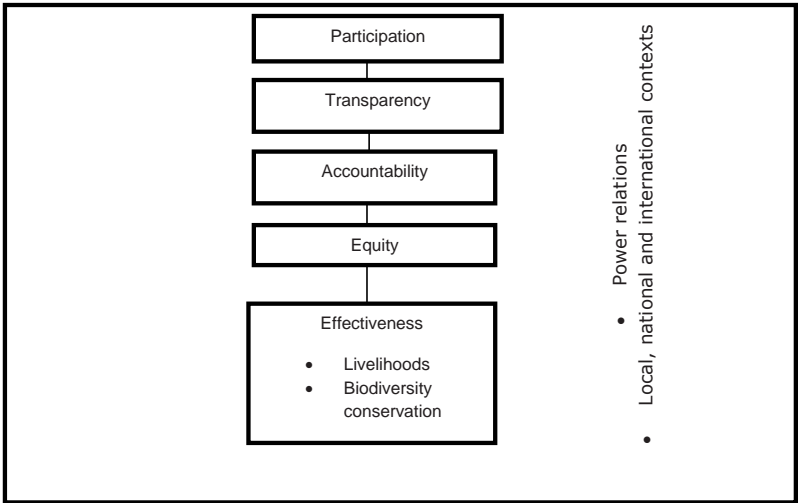 Participation
Transparency
Accountability
Equity
Effectiveness
• Livelihoods
• Biodiversity
conservation
• Power relations
• Local, national and international contexts